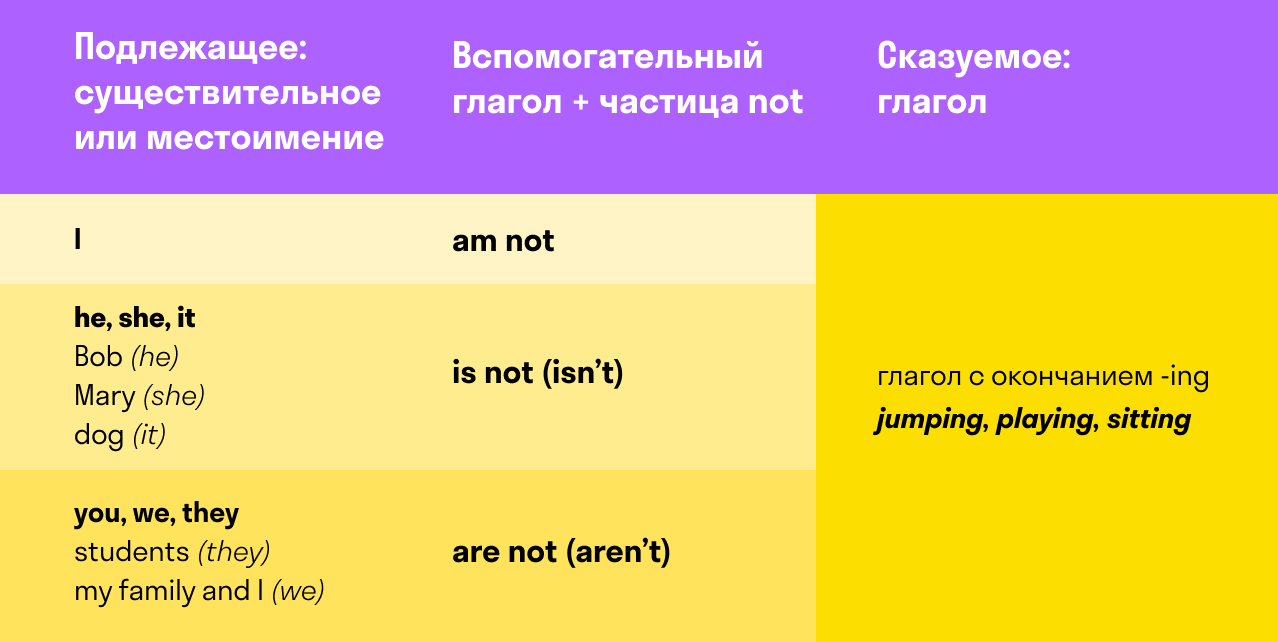 Подлежащее:
существительное
или местоимение
Вспомогательный
глагол + частица not
Сказуемое:
глагол
I
am not
he, she, it
Bob (he)
Mary (she)
dog (it)
is not (isn’t)
you, we, they
students (they)
my family and I (we)
are not (aren’t)
глагол с окончанием -ing
jumping, playing, sitting